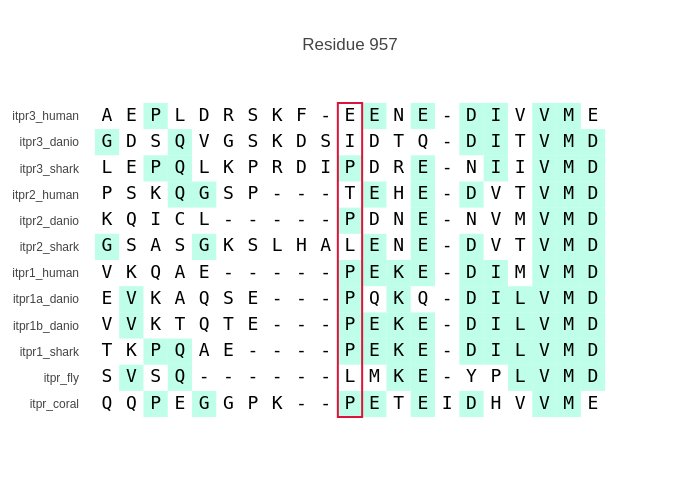 Residue 957
itpr3_human A E P L D R S K F - E E N E - D I V V M E
itpr3_danio G D S Q V G S K D S I D T Q - D I T V M D
itpr3_shark L E P Q L K P R D I P D R E - N I I V M D
itpr2_human P S K Q G S P - - - T E H E - D V T V M D
itpr2_danio K Q I C L - - - - - P D N E - N V M V M D
itpr2_shark G S A S G K S L H A L E N E - D V T V M D
itpr1_human V K Q A E - - - - - P E K E - D I M V M D
itpr1a_danio E V K A Q S E - - - P Q K Q - D I L V M D
itpr1b_danio V V K T Q T E - - - P E K E - D I L V M D
itpr1_shark T K P Q A E - - - - P E K E - D I L V M D
itpr_fly S V S Q - - - - - - L M K E - Y P L V M D
itpr_coral Q Q P E G G P K - - P E T E I D H V V M E